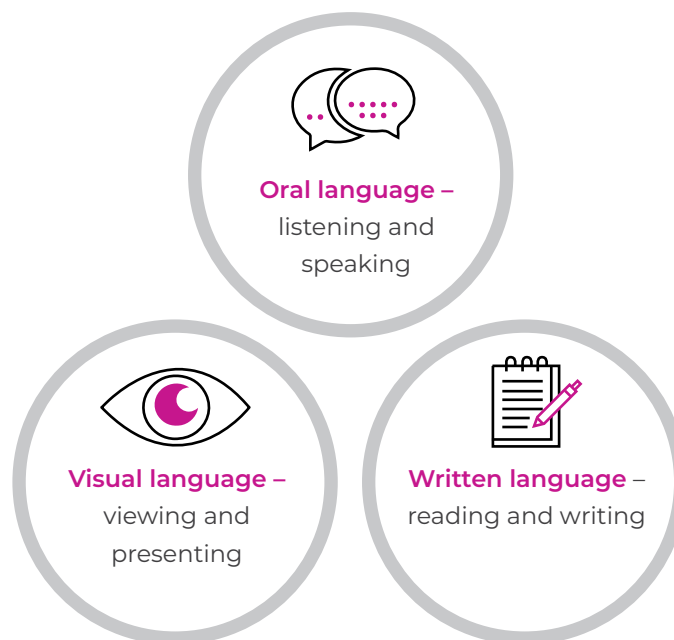 Oral language –
listening and
speaking
Visual language –
viewing and
presenting
Written language –
reading and writing